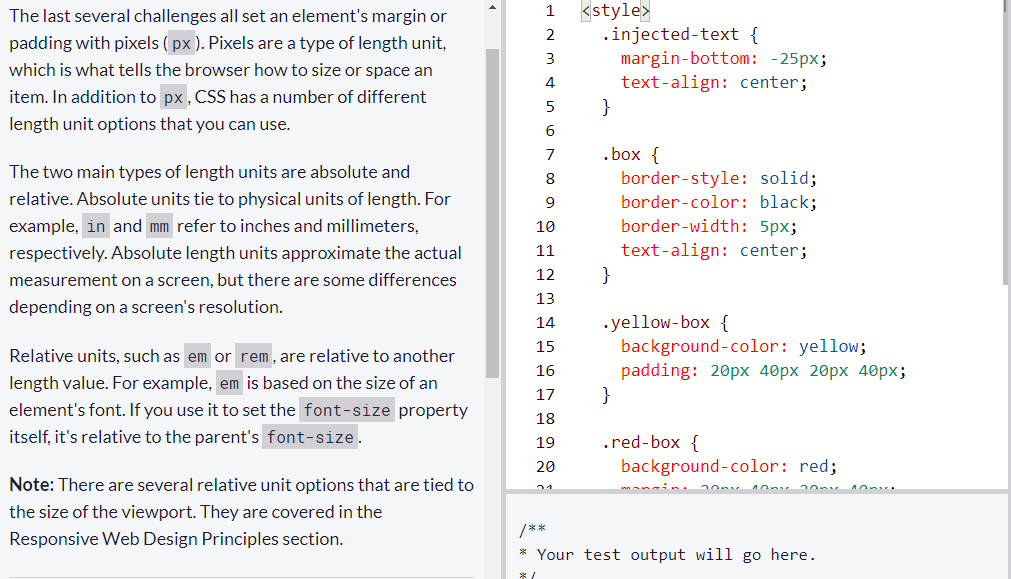 The last several challenges all set an element's margin or
padding with pixels (px). Pixels are a type of length unit,
which is what tells the browser how to size or space an
item. In addition to px, CSS has a number of different
length unit options that you can use.
The two main types of length units are absolute and
relative. Absolute units tie to physical units of length. For
example, in and mm refer to inches and millimeters,
respectively. Absolute length units approximate the actual
measurement on a screen, but there are some differences
depending on a screen's resolution.
Relative units, such as em or rem, are relative to another
length value. For example, em is based on the size of an
element's font. If you use it to set the font-size property
itself, it's relative to the parent's font-size.
Note: There are several relative unit options that are tied to
the size of the viewport. They are covered in the
Responsive Web Design Principles section.
1 <style>
2 .injected-text {
3 margin-bottom: -25px;
4 text-align: center;
5 }
6
7 .box {
8 border-style: solid;
9 border-color: black;
10 border-width: 5px;
11 text-align: center;
12 }
13
14 .yellow-box {
15 background-color: yellow;
16 padding: 20px 40px 20px 40px;
17 }
18
19 .red-box {
20 background-color: red;
21 margin: 20px 40px 20px 40px;
/**
* Your test output will go here.
*/